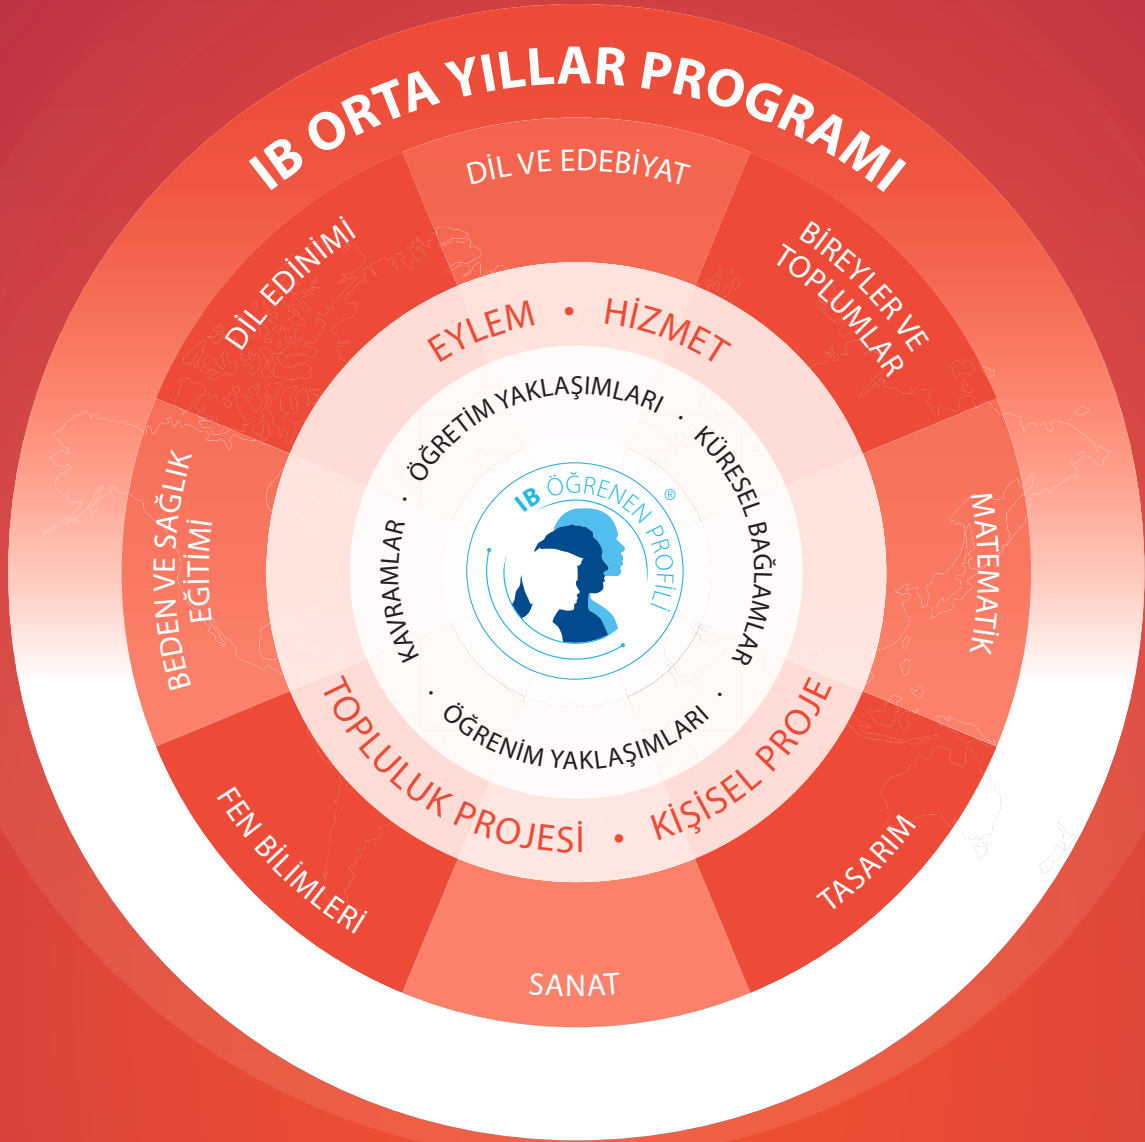 IB ORTA YILLAR PROGRAMI
DİL VE EDEBİYAT
BİREYLER VE
TOPLUMLAR
MATEMATİK
TASARIM
SANAT
FEN BİLİMLERİ
BEDEN VE SAĞLIK
EĞİTİMİ
DİL EDİNİMİ
EYLEM • HİZMET
KİŞİSEL PROJE •
TOPLULUK PROJESİ
ÖĞRETİM YAKLAŞIMLARI ·
KÜRESEL BAĞLAMLAR ·
ÖĞRENİM YAKLAŞIMLARI ·
KAVRAMLAR ·
IB ÖĞRENEN PROFİLİ
®